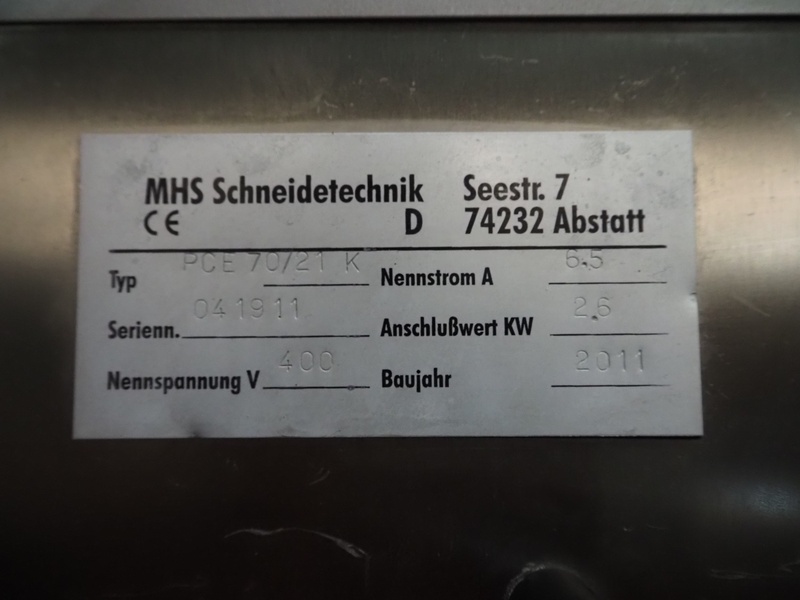 MHS Schneidetechnik Seestr. 7
CE D 74232 Abstatt
Typ PCE 70/21 K Nennstrom A 6.5
Serienn. 041911 Anschlußwert KW 2.6
Nennspannung V 400 Baujahr 2011